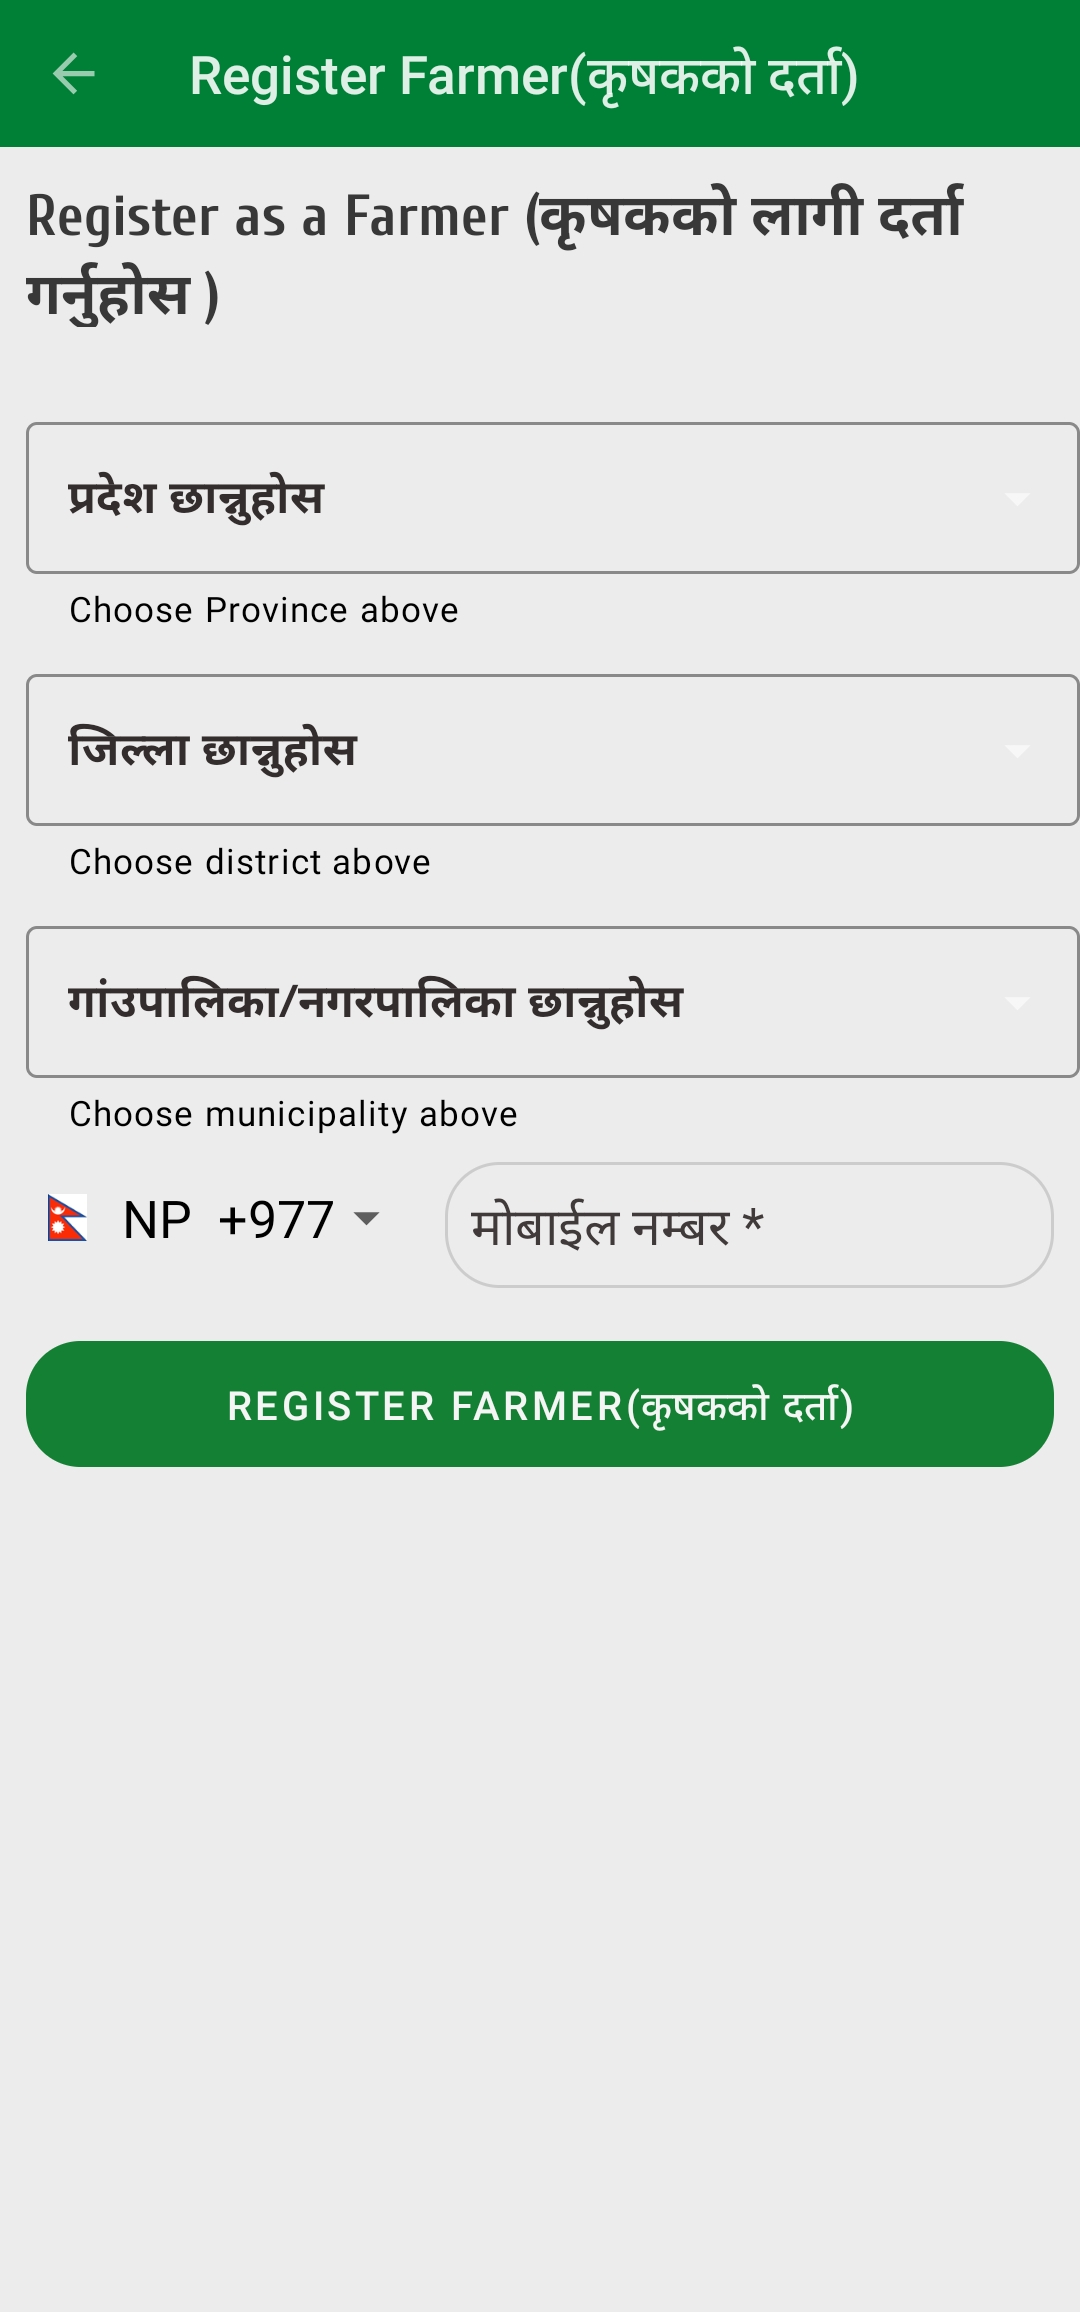 Register Farmer(कृषकको दर्ता)
Register as a Farmer (कृषकको लागी दर्ता
गर्नुहोस )
प्रदेश छान्नुहोस
Choose Province above
जिल्ला छान्नुहोस
Choose district above
गांउपालिका/नगरपालिका छान्नुहोस
Choose municipality above
NP +977 मोबाईल नम्बर *
REGISTER FARMER(कृषकको दर्ता)